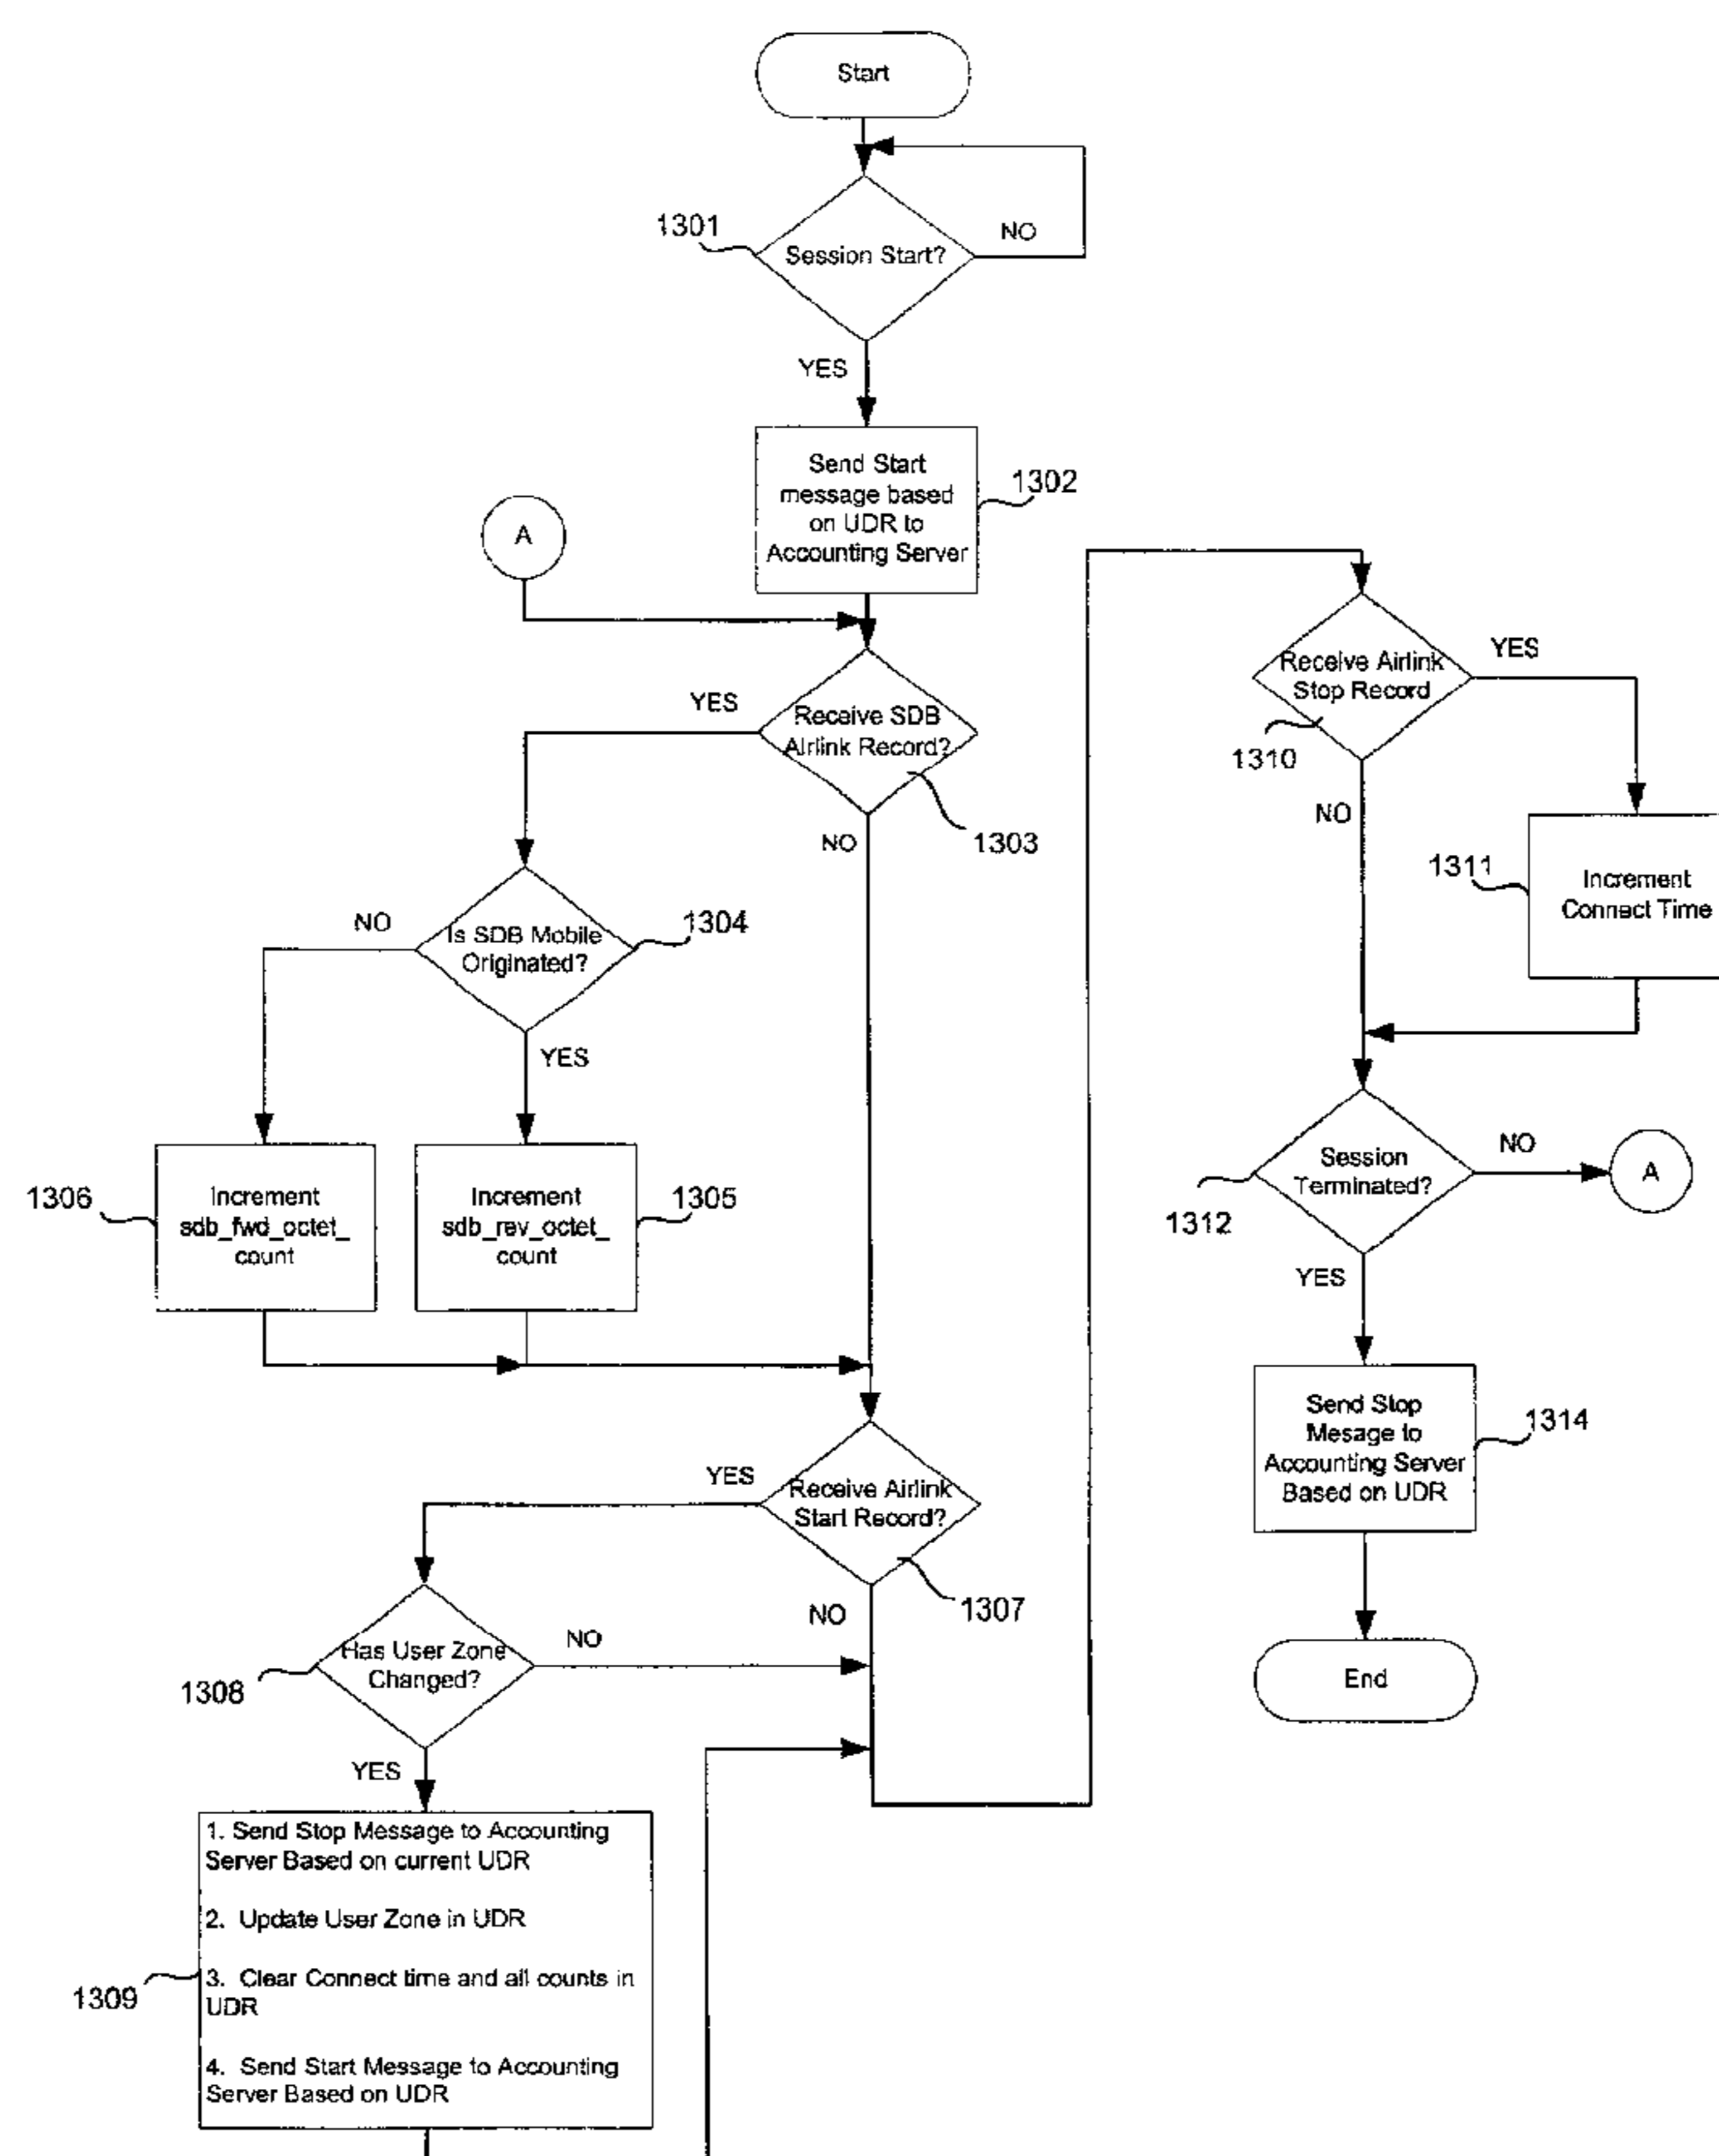 Start
1301
Session Start?
NO
YES
Send Start
message based
on UDR to
Accounting Server
1302
A
YES
Receive SDB
Airlink Record?
1303
NO
NO
Is SDB Mobile
Originated?
1304
YES
1306
Increment
sdb_fwd_octet_
count
Increment
sdb_rev_octet_
count
1305
YES
Receive Airlink
Start Record?
1307
NO
Has User Zone
Changed?
NO
1308
YES
1. Send Stop Message to Accounting
Server Based on current UDR
2. Update User Zone in UDR
3. Clear Connect time and all counts in
UDR
4. Send Start Message to Accounting
Server Based on UDR
1309
Receive Airlink
Stop Record
YES
1310
NO
1311
Increment
Connect Time
Session
Terminated?
NO
A
1312
YES
Send Stop
Mesage to
Accounting Server
Based on UDR
1314
End